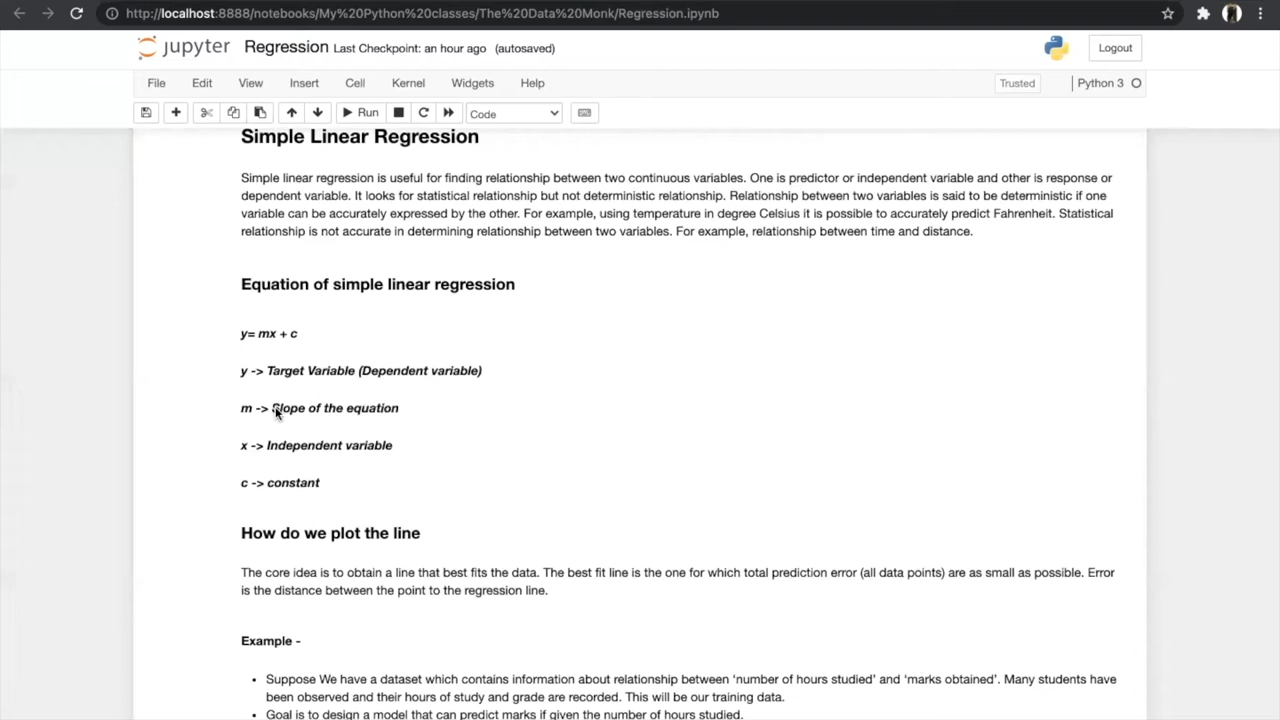 http://localhost:8888/notebooks/My%20Python%20classes/The%20Data%20Monk/Regression.ipynb
jupyter Regression Last Checkpoint: an hour ago (autosaved) Logout
File Edit View Insert Cell Kernel Widgets Help Trusted Python 3
Run Code
Simple Linear Regression
Simple linear regression is useful for finding relationship between two continuous variables. One is predictor or independent variable and other is response or
dependent variable. It looks for statistical relationship but not deterministic relationship. Relationship between two variables is said to be deterministic if one
variable can be accurately expressed by the other. For example, using temperature in degree Celsius it is possible to accurately predict Fahrenheit. Statistical
relationship is not accurate in determining relationship between two variables. For example, relationship between time and distance.
Equation of simple linear regression
y= mx + c
y -> Target Variable (Dependent variable)
m -> Slope of the equation
x -> Independent variable
c -> constant
How do we plot the line
The core idea is to obtain a line that best fits the data. The best fit line is the one for which total prediction error (all data points) are as small as possible. Error
is the distance between the point to the regression line.
Example -
• Suppose We have a dataset which contains information about relationship between ‘number of hours studied’ and ‘marks obtained’. Many students have
been observed and their hours of study and grade are recorded. This will be our training data.
• Goal is to design a model that can predict marks if given the number of hours studied.